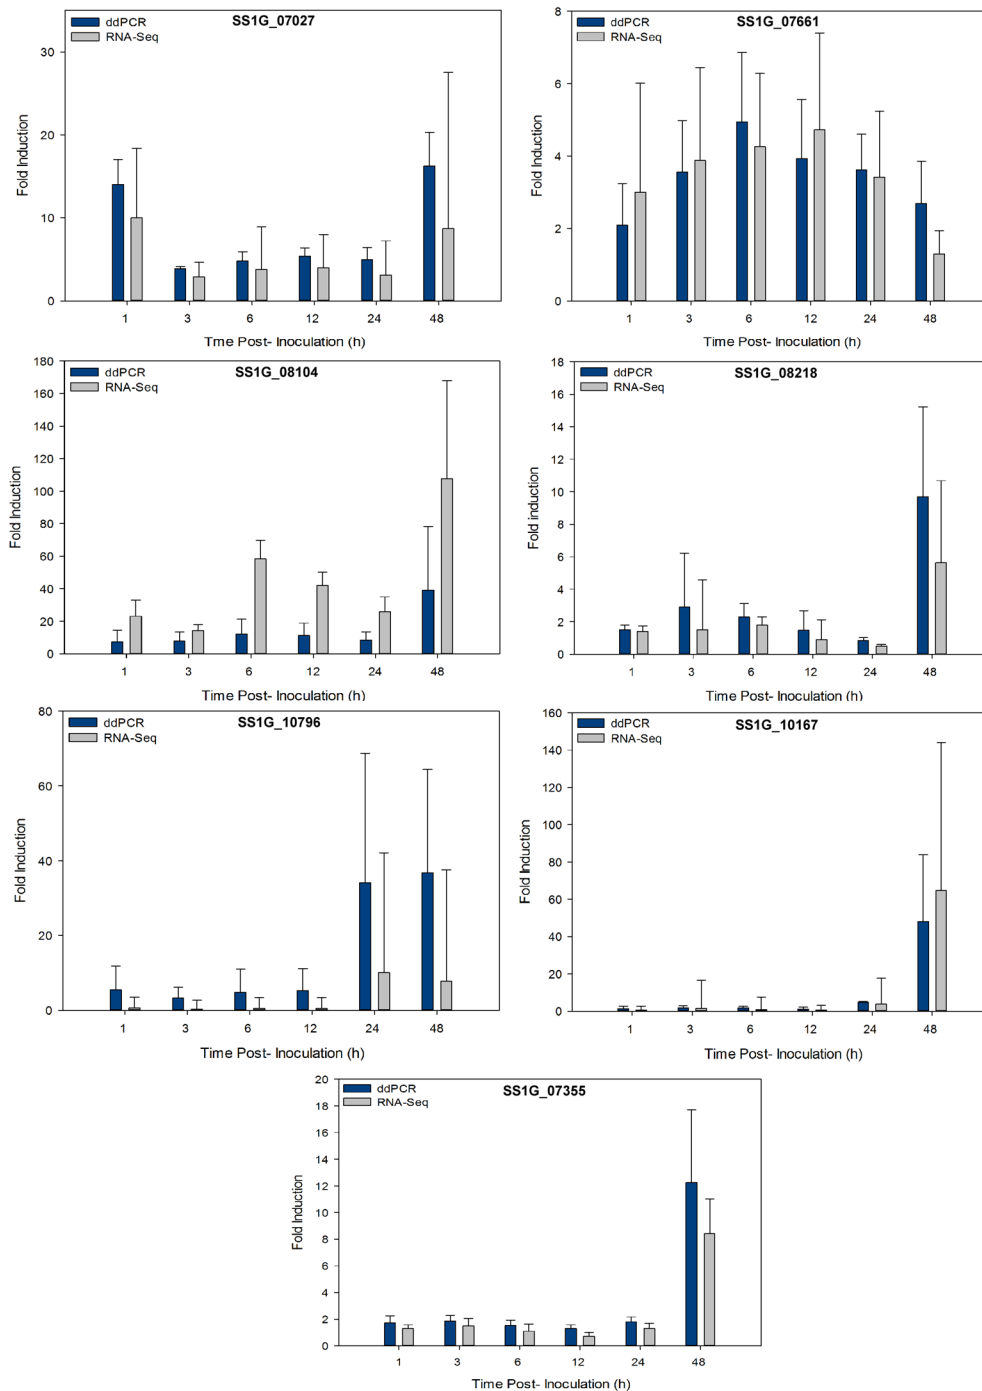 SS1G_07027
ddPCR
RNA-Seq
Fold Induction
30
20
10
0
1 3 6 12 24 48
Tme Post- Inoculation (h)
SS1G_07661
ddPCR
RNA-Seq
Fold Induction
8
6
4
2
0
1 3 6 12 24 48
Time Post- Inoculation (h)
SS1G_08104
ddPCR
RNA-Seq
Fold Induction
180
160
140
120
100
80
60
40
20
0
1 3 6 12 24 48
Time Post- Inoculation (h)
SS1G_08218
ddPCR
RNA-Seq
Fold induction
18
16
14
12
10
8
6
4
2
0
1 3 6 12 24 48
Time Post- Inoculation (h)
SS1G_10796
ddPCR
RNA-Seq
Fold Induction
80
60
40
20
0
1 3 6 12 24 48
Time Post- Inoculation (h)
SS1G_10167
ddPCR
RNA-Seq
Fold Induction
160
140
120
100
80
60
40
20
0
1 3 6 12 24 48
Time Post- Inoculation (h)
SS1G_07355
ddPCR
RNA-Seq
Fold Induction
20
18
16
14
12
10
8
6
4
2
0
1 3 6 12 24 48
Time Post- Inoculation (h)